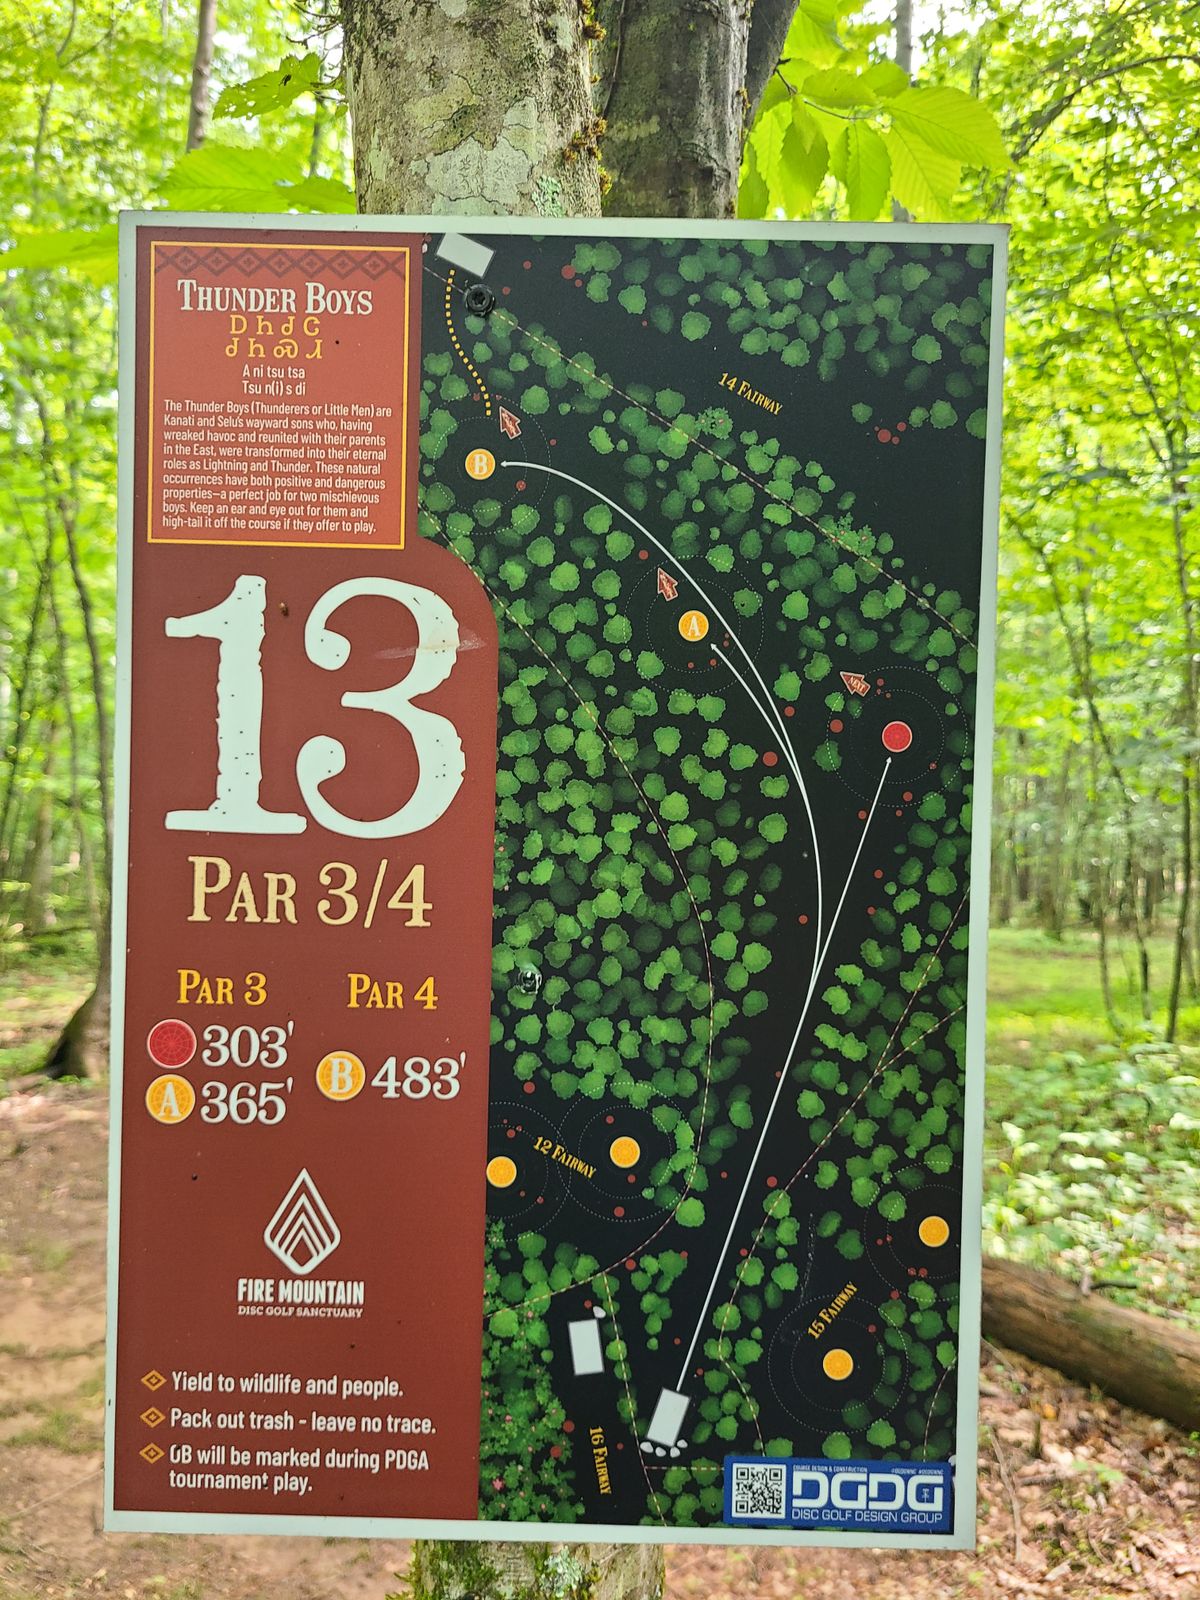 THUNDER BOYS
ᎠᏂᏧᏣ
ᏧᏂᏍᏗ
A ni tsu tsa
Tsu n(i) s di
The Thunder Boys (Thunderers or Little Men) are
Kanati and Selu's wayward sons who, having
wreaked havoc and reunited with their parents
in the East, were transformed into their eternal
roles as Lightning and Thunder. These natural
occurrences have both positive and dangerous
properties—a perfect job for two mischievous
boys. Keep an ear and eye out for them and
high-tail it off the course if they offer to play.
13
PAR 3/4
PAR 3 PAR 4
303'
A 365'
B 483'
FIRE MOUNTAIN
DISC GOLF SANCTUARY
Yield to wildlife and people.
Pack out trash - leave no trace.
OB will be marked during PDGA
tournament play.
14 FAIRWAY
B
A
NEXT
12 FAIRWAY
15 FAIRWAY
16 FAIRWAY
COURSE DESIGN & CONSTRUCTION
DGDG
DISC GOLF DESIGN GROUP